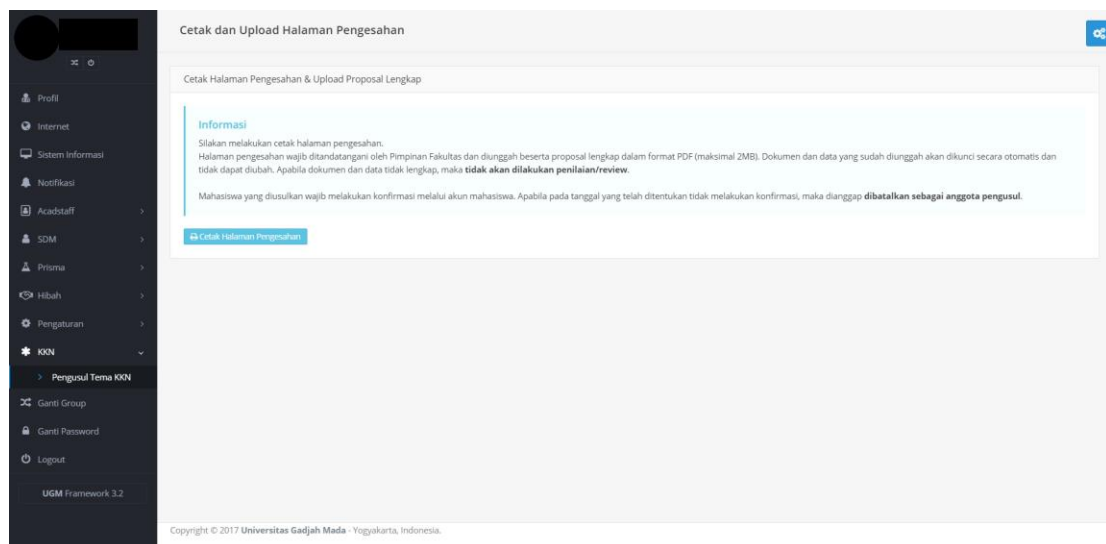 Cetak dan Upload Halaman Pengesahan
Profil
Internet
Sistem Informasi
Notifikasi
Acadstaff
SDM
Prisma
Hibah
Pengaturan
KKN
Pengusul Tema KKN
Ganti Group
Ganti Password
Logout
UGM Framework 3.2
Cetak Halaman Pengesahan & Upload Proposal Lengkap
Informasi
Silakan melakukan cetak halaman pengesahan.
Halaman pengesahan wajib ditandatangani oleh Pimpinan Fakultas dan diunggah beserta proposal lengkap dalam format PDF (maksimal 2MB). Dokumen dan data yang sudah diunggah akan dikunci secara otomatis dan
tidak dapat diubah. Apabila dokumen dan data tidak lengkap, maka tidak akan dilakukan penilaian/review.
Mahasiswa yang diusulkan wajib melakukan konfirmasi melalui akun mahasiswa. Apabila pada tanggal yang telah ditentukan tidak melakukan konfirmasi, maka dianggap dibatalkan sebagai anggota pengusul.
Cetak Halaman Pengesahan
Copyright © 2017 Universitas Gadjah Mada - Yogyakarta, Indonesia.